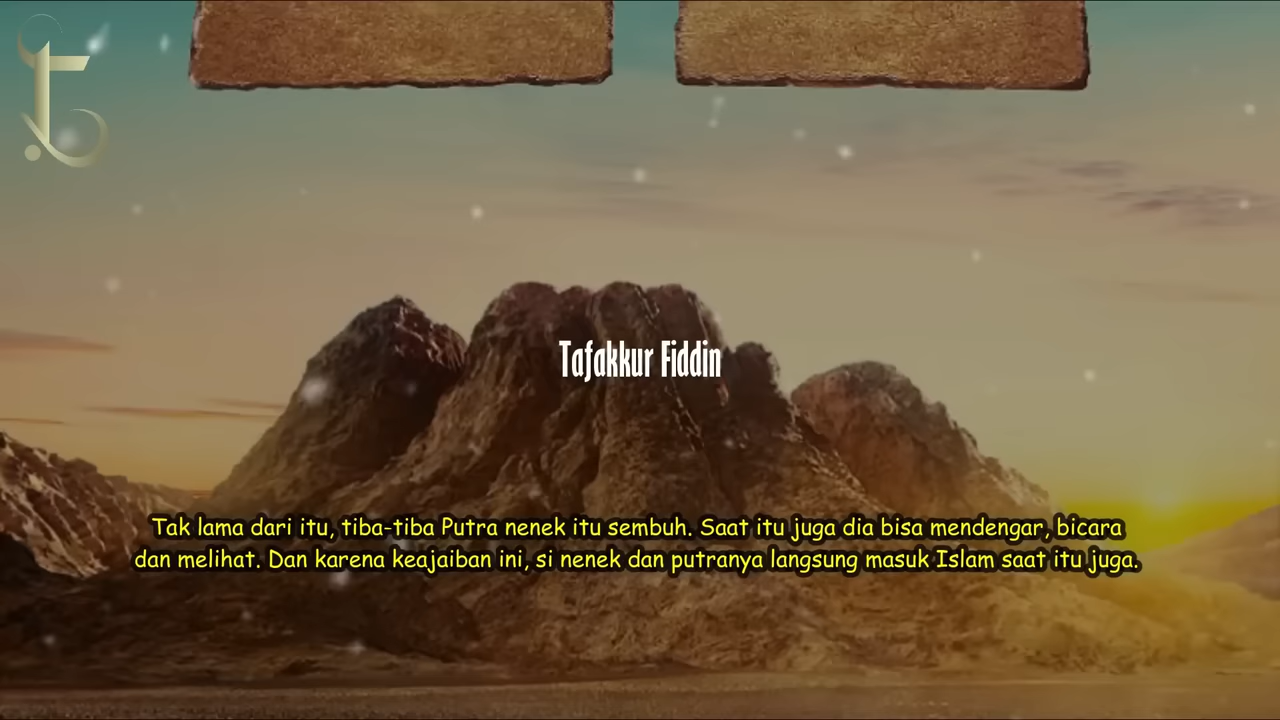 Tafakkur Fiddin
Tak lama dari itu, tiba-tiba Putra nenek itu sembuh. Saat itu juga dia bisa mendengar, bicara
dan melihat. Dan karena keajaiban ini, si nenek dan putranya langsung masuk Islam saat itu juga.